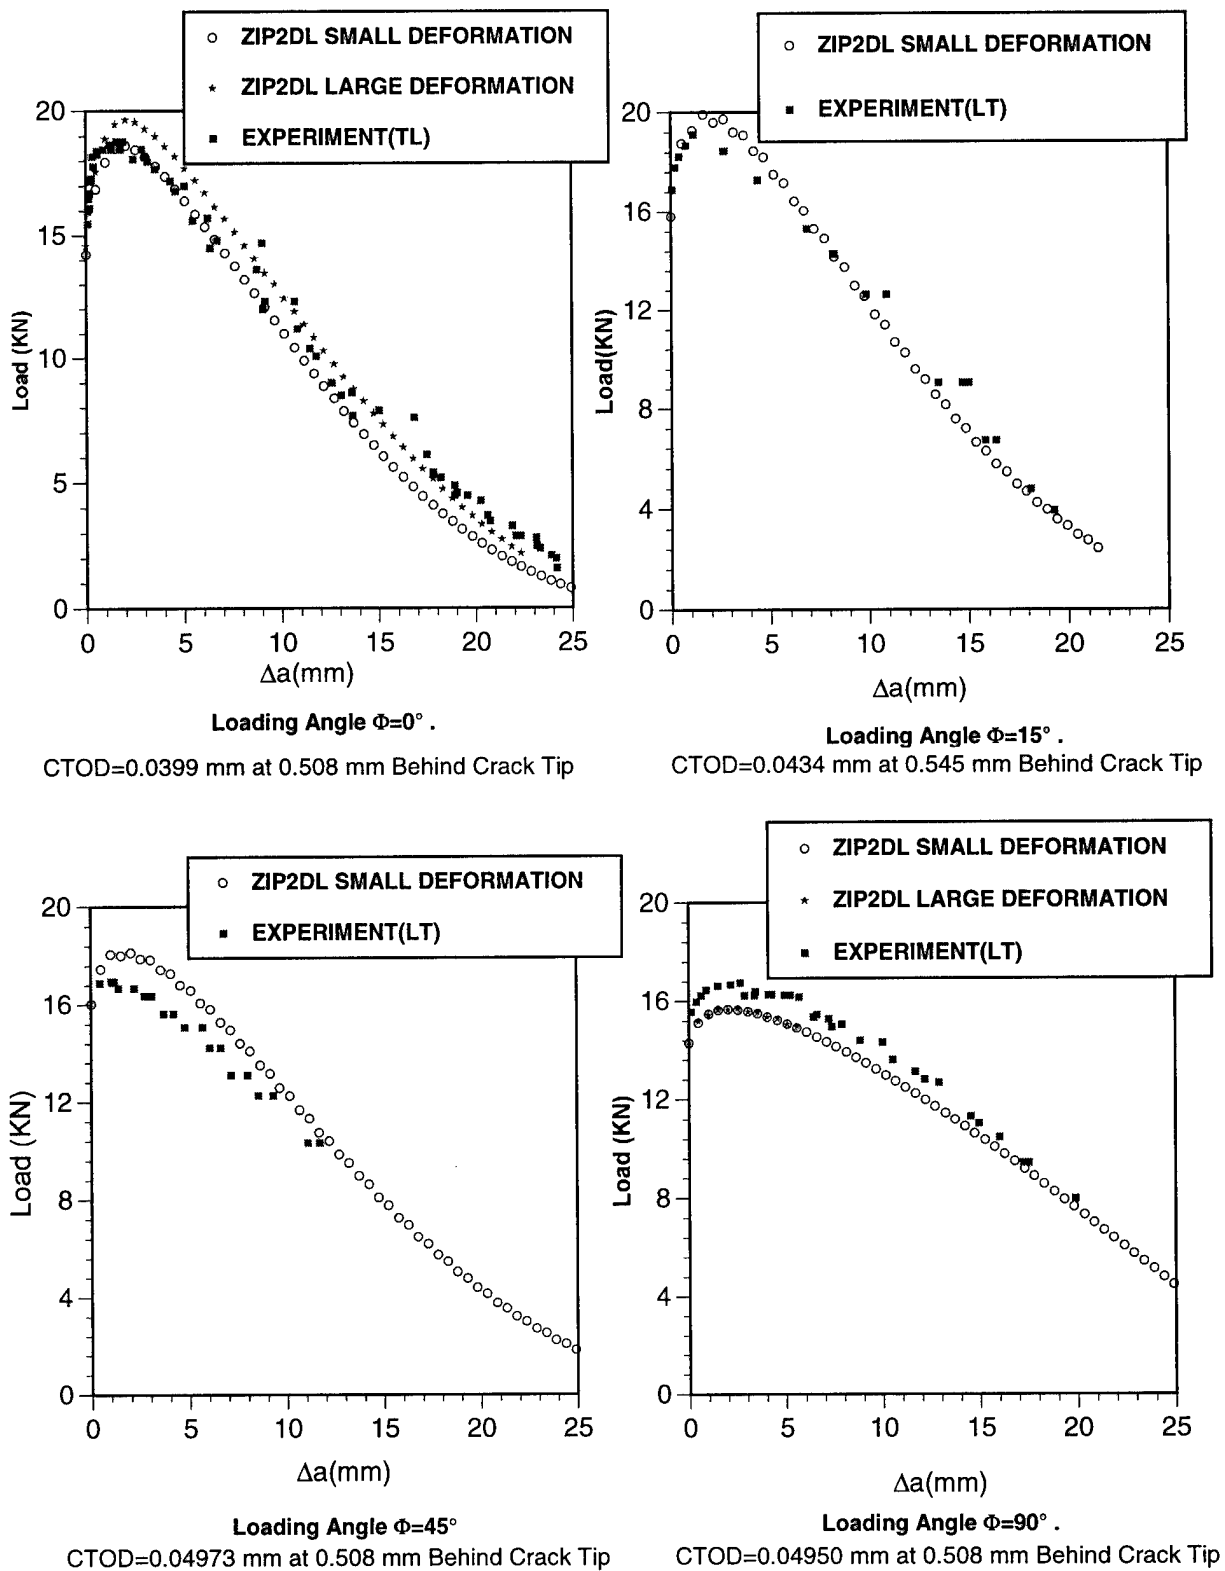 ZIP2DL SMALL DEFORMATION
ZIP2DL LARGE DEFORMATION
EXPERIMENT(TL)
20
15
10
5
0
Load (KN)
0 5 10 15 20 25
Δa(mm)
Loading Angle Φ=0° .
CTOD=0.0399 mm at 0.508 mm Behind Crack Tip
ZIP2DL SMALL DEFORMATION
EXPERIMENT(LT)
20
16
12
8
4
0
Load(KN)
0 5 10 15 20 25
Δa(mm)
Loading Angle Φ=15° .
CTOD=0.0434 mm at 0.545 mm Behind Crack Tip
ZIP2DL SMALL DEFORMATION
EXPERIMENT(LT)
20
16
12
8
4
0
Load (KN)
0 5 10 15 20 25
Δa(mm)
Loading Angle Φ=45°
CTOD=0.04973 mm at 0.508 mm Behind Crack Tip
ZIP2DL SMALL DEFORMATION
ZIP2DL LARGE DEFORMATION
EXPERIMENT(LT)
20
16
12
8
4
0
Load (KN)
0 5 10 15 20 25
Δa(mm)
Loading Angle Φ=90° .
CTOD=0.04950 mm at 0.508 mm Behind Crack Tip